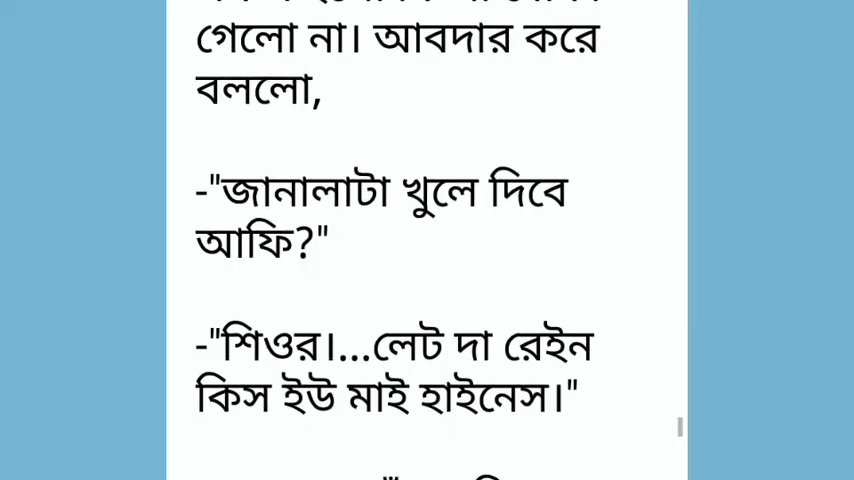 গেলো না। আবদার করে
বললো,
-"জানালাটা খুলে দিবে
আফি?"
-"শিওর।...লেট দা রেইন
কিস ইউ মাই হাইনেস।"